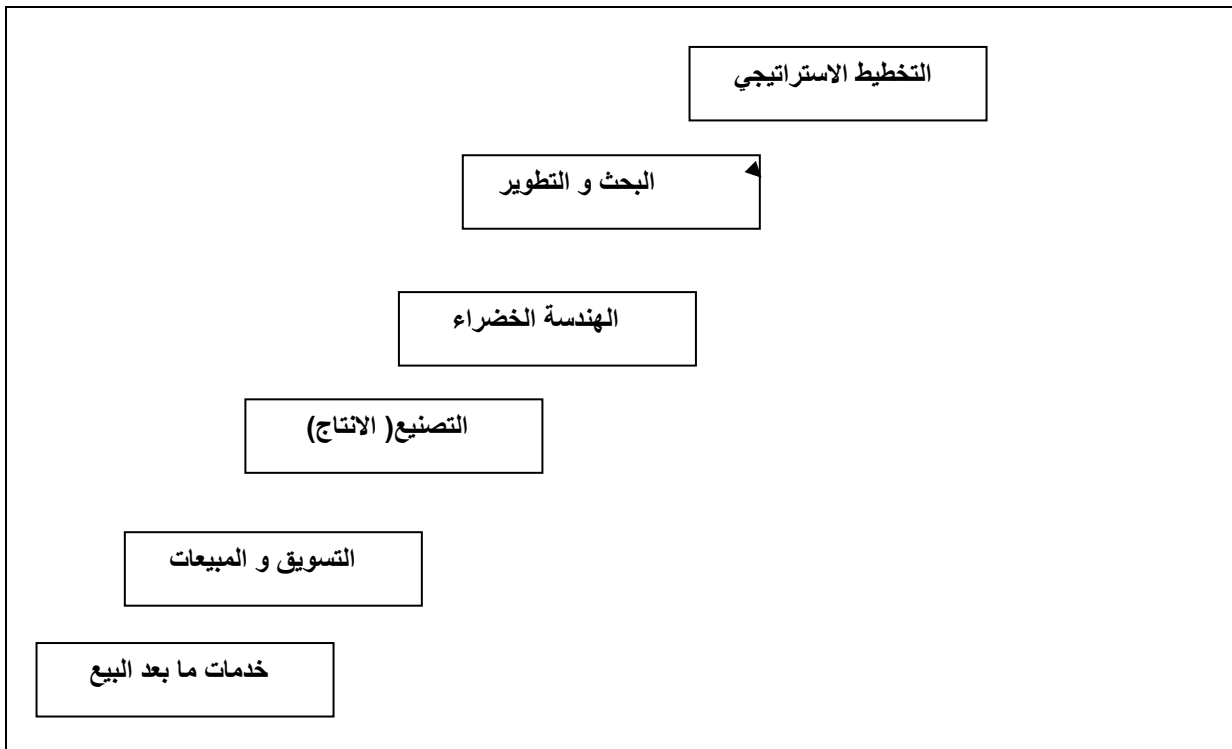 التخطيط الاستراتيجي
البحث و التطوير
الهندسة الخضراء
التصنيع( الانتاج)
التسويق و المبيعات
خدمات ما بعد البيع